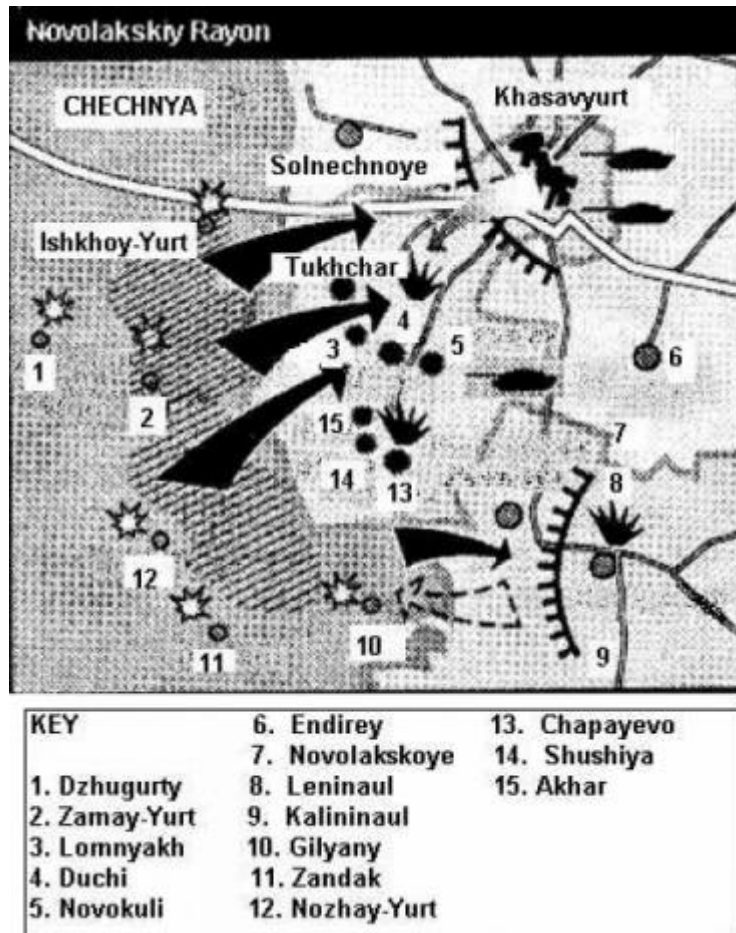 Novolakskiy Rayon
CHECHNYA
Khasavyurt
Solnechnoye
Ishkhoy-Yurt
Tukhchar
4
3
5
1
6
2
15
7
14
13
8
12
10
11
9
KEY
1. Dzhugurty
2. Zamay-Yurt
3. Lomnyakh
4. Duchi
5. Novokuli
6. Endirey
7. Novolakskoye
8. Leninaul
9. Kalininaul
10. Gilyany
11. Zandak
12. Nozhay-Yurt
13. Chapayevo
14. Shushiya
15. Akhar